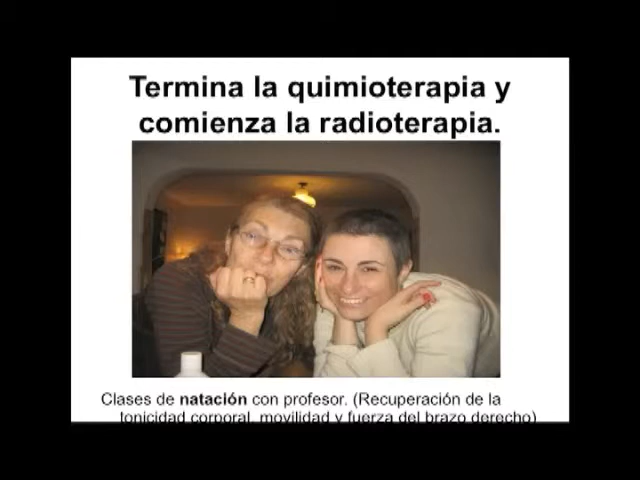 Termina la quimioterapia y
comienza la radioterapia.
Clases de natación con profesor. (Recuperación de la
tonicidad corporal, movilidad y fuerza del brazo derecho)